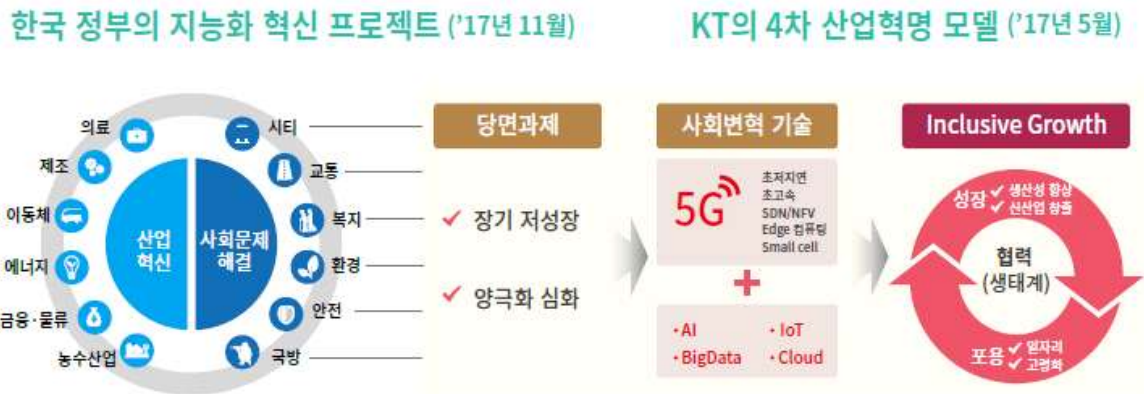 한국 정부의 지능화 혁신 프로젝트 (’17년 11월)
KT의 4차 산업혁명 모델 (’17년 5월)
의료
제조
이동체
에너지
금융·물류
농수산업
산업
혁신
사회문제
해결
시티
교통
복지
환경
안전
국방
당면과제
✓ 장기 저성장
✓ 양극화 심화
사회변혁 기술
5G
초저지연
초고속
SDN/NFV
Edge 컴퓨팅
Small cell
+
·AI
·IoT
·BigData
·Cloud
Inclusive Growth
성장 ✓ 생산성 향상
✓ 신산업 창출
협력
(생태계)
포용 ✓ 일자리
✓ 고령화